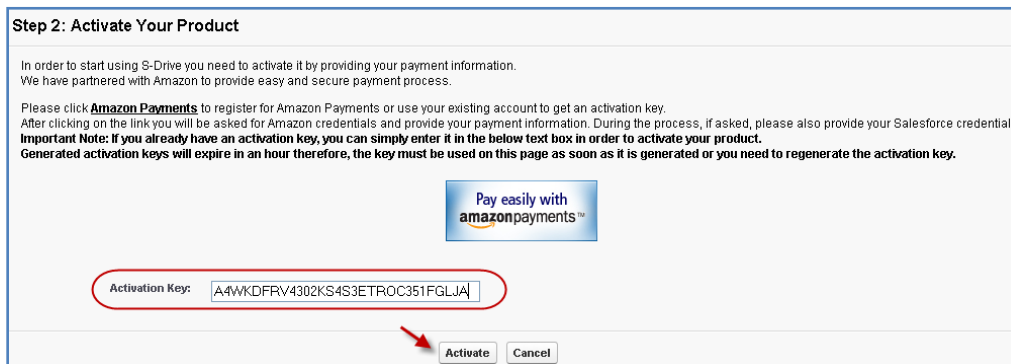 Step 2: Activate Your Product
In order to start using S-Drive you need to activate it by providing your payment information.
We have partnered with Amazon to provide easy and secure payment process.
Please click Amazon Payments to register for Amazon Payments or use your existing account to get an activation key.
After clicking on the link you will be asked for Amazon credentials and provide your payment information. During the process, if asked, please also provide your Salesforce credential
Important Note: If you already have an activation key, you can simply enter it in the below text box in order to activate your product.
Generated activation keys will expire in an hour therefore, the key must be used on this page as soon as it is generated or you need to regenerate the activation key.
Pay easily with
amazonpayments™
Activation Key: A4WKDFRV4302KS4S3ETROC351FGLJA
Activate Cancel